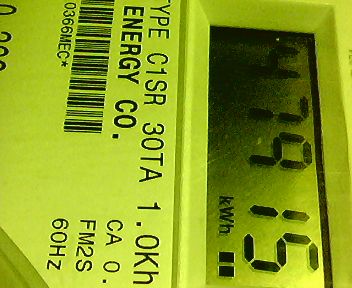 47915
kWh
TYPE C1SR 30TA 1.0Kh
ENERGY CO. CA 0.
FM2S
0366MEC* 60Hz